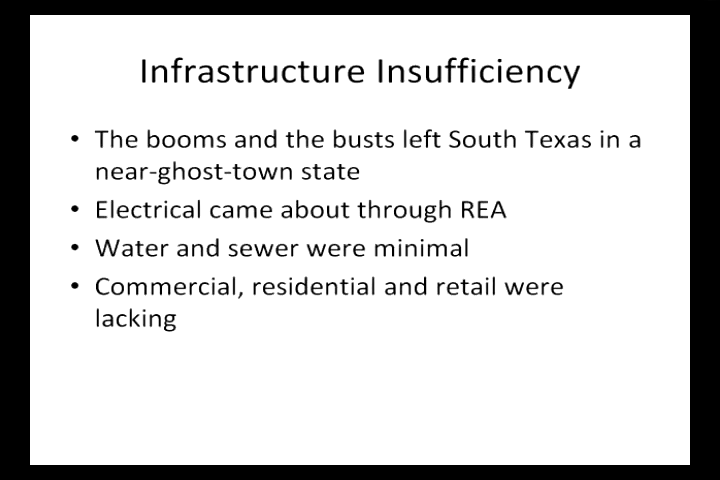 Infrastructure Insufficiency
• The booms and the busts left South Texas in a
near-ghost-town state
• Electrical came about through REA
• Water and sewer were minimal
• Commercial, residential and retail were
lacking